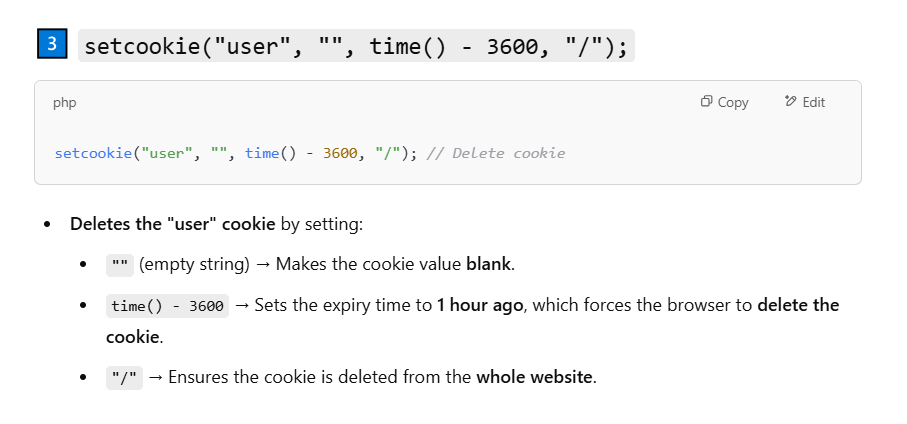 3 setcookie("user", "", time() - 3600, "/");
php Copy Edit
setcookie("user", "", time() - 3600, "/"); // Delete cookie
• Deletes the "user" cookie by setting:
• "" (empty string) → Makes the cookie value blank.
• time() - 3600 → Sets the expiry time to 1 hour ago, which forces the browser to delete the
cookie.
• "/" → Ensures the cookie is deleted from the whole website.